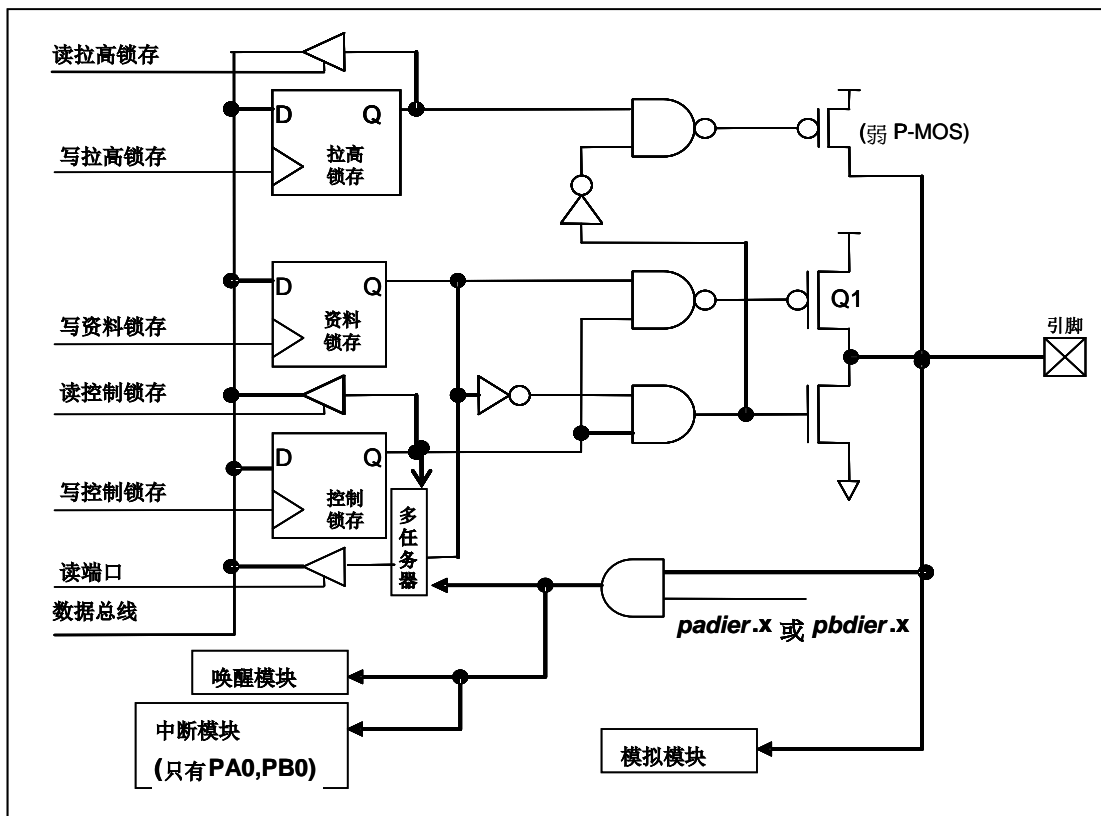 读拉高锁存
D
Q
(弱 P-MOS)
写拉高锁存
拉高
锁存
D
Q
Q1
写资料锁存
资料
锁存
引脚
读控制锁存
D
Q
写控制锁存
控制
锁存
多
任
务
器
读端口
数据总线
padier.x 或 pbdier.x
唤醒模块
中断模块
(只有 PA0,PB0)
模拟模块